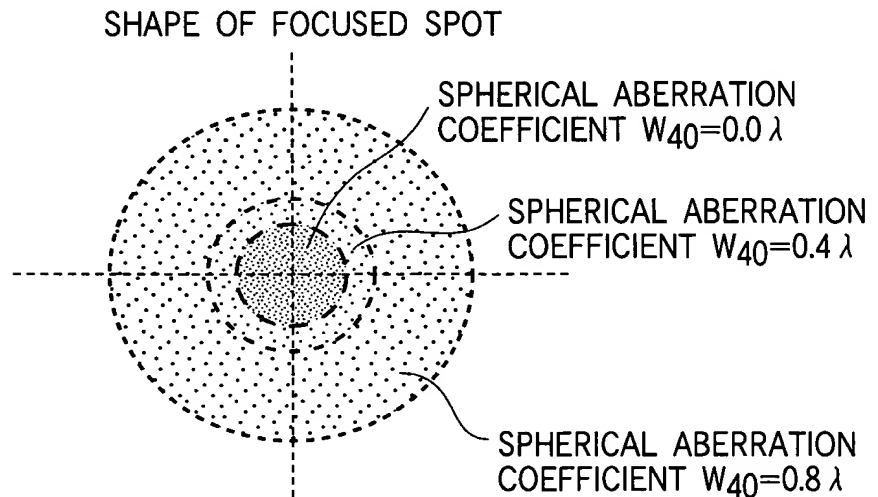 SHAPE OF FOCUSED SPOT
SPHERICAL ABERRATION
COEFFICIENT W40=0.0 λ
SPHERICAL ABERRATION
COEFFICIENT W40=0.4 λ
SPHERICAL ABERRATION
COEFFICIENT W40=0.8 λ